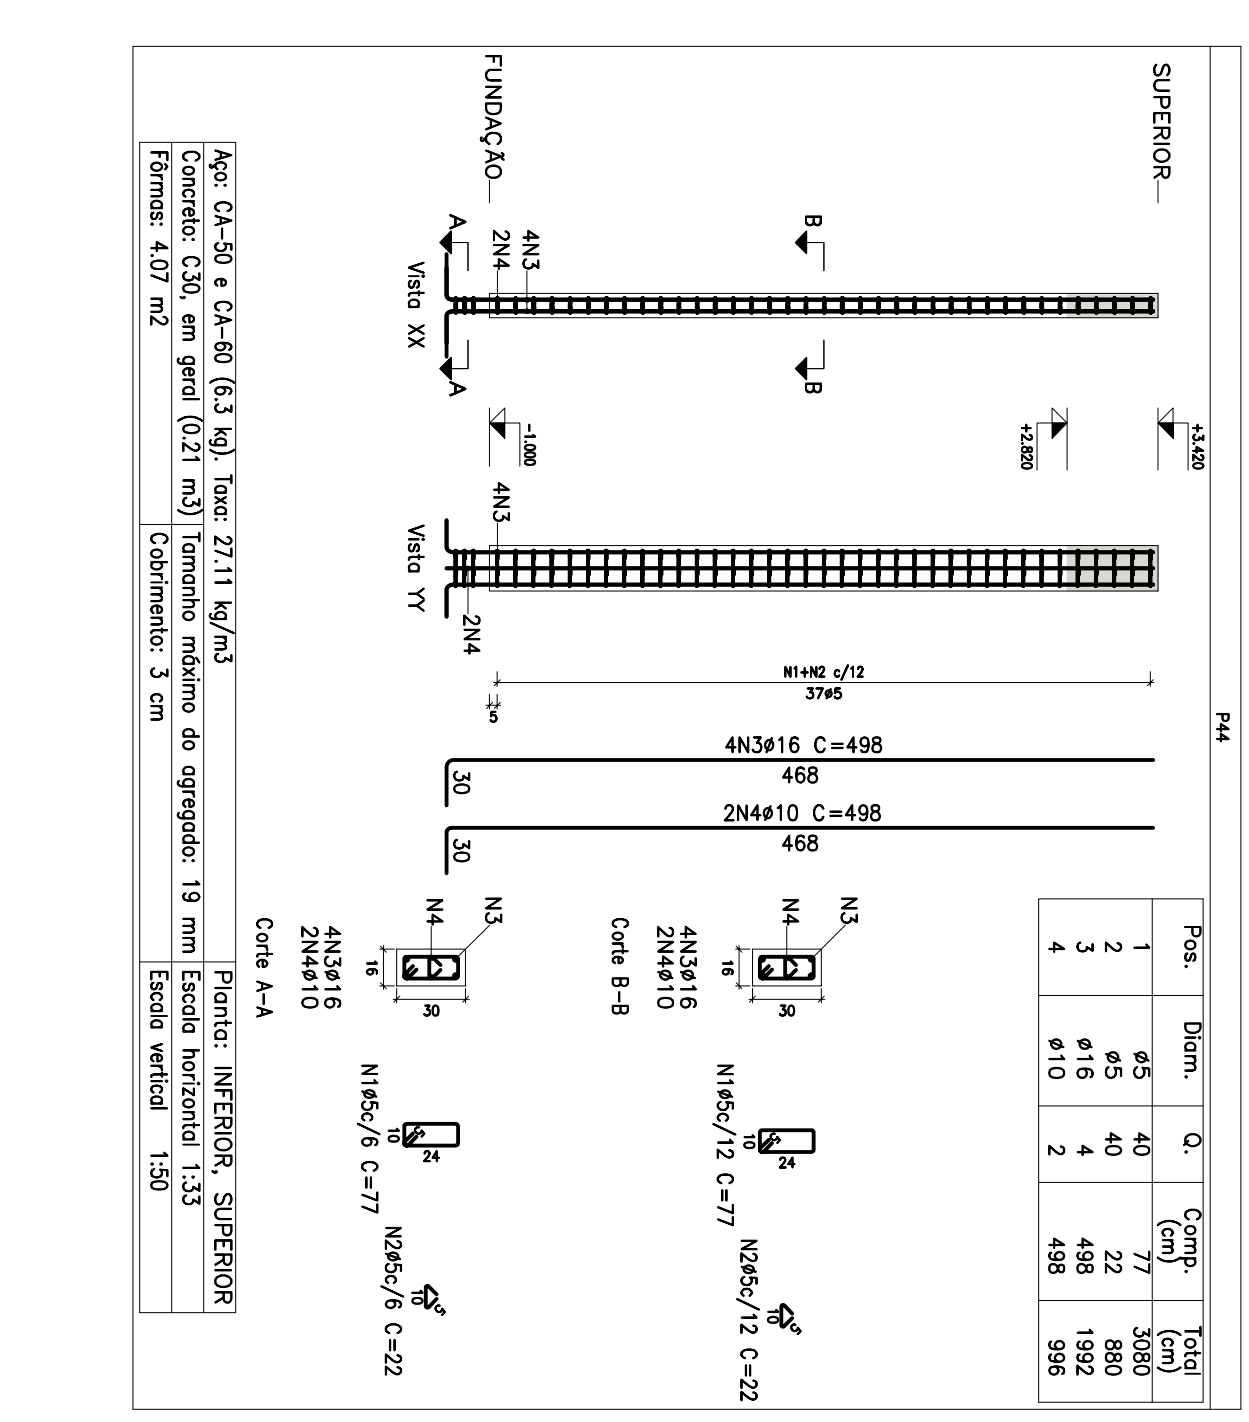 P44
SUPERIOR
FUNDAÇÃO
B
B
A
A
4N3
2N4
Vista XX
+3.420
+2.820
-1.000
4N3
2N4
Vista YY
N1+N2 c/12
37ø5
5
4N3ø16 C=498
468
30
2N4ø10 C=498
468
30
Pos. Diam. Q. Comp. (cm) Total (cm)
1 ø5 40 77 3080
2 ø5 40 22 880
3 ø16 4 498 1992
4 ø10 2 498 996
N3
N4
16
30
4N3ø16
2N4ø10
Corte B-B
24
10
5
N1ø5c/12 C=77
5
10
N2ø5c/12 C=22
N3
N4
16
30
4N3ø16
2N4ø10
Corte A-A
24
10
5
N1ø5c/6 C=77
5
10
N2ø5c/6 C=22
Aço: CA-50 e CA-60 (6.3 kg). Taxa: 27.11 kg/m3
Planta: INFERIOR, SUPERIOR
Concreto: C30, em geral (0.21 m3)
Tamanho máximo do agregado: 19 mm
Escala horizontal 1:33
Fôrmas: 4.07 m2
Cobrimento: 3 cm
Escala vertical 1:50